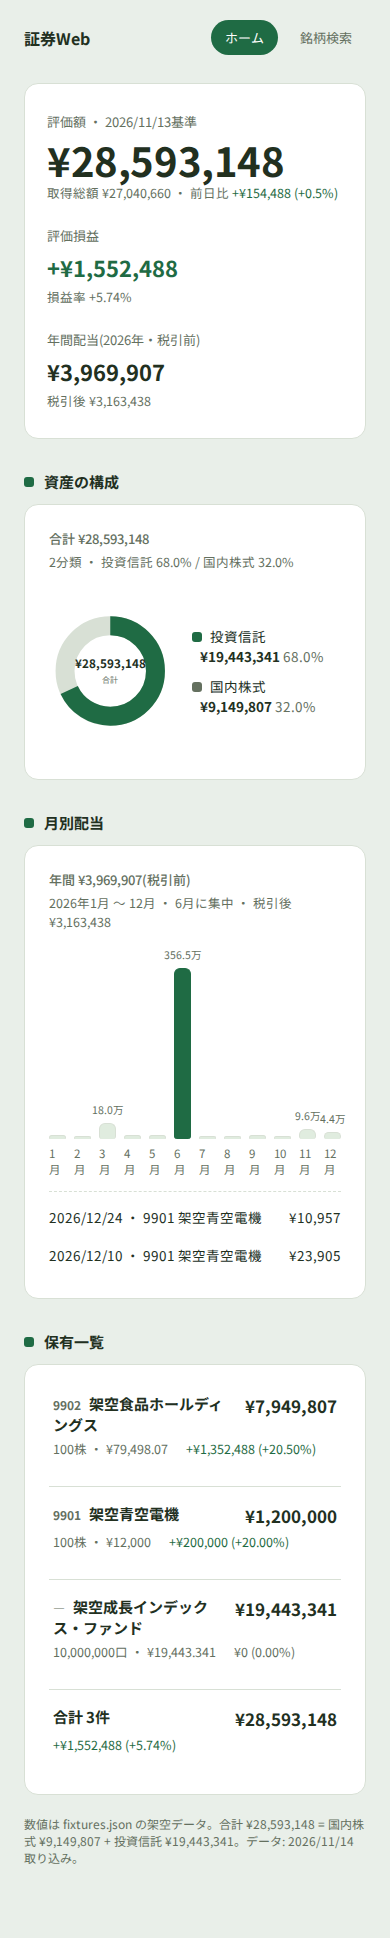 証券Web
ホーム
銘柄検索
評価額 ・ 2026/11/13基準
¥28,593,148
取得総額 ¥27,040,660 ・ 前日比 +¥154,488 (+0.5%)
評価損益
+¥1,552,488
損益率 +5.74%
年間配当(2026年・税引前)
¥3,969,907
税引後 ¥3,163,438
資産の構成
合計 ¥28,593,148
2分類 ・ 投資信託 68.0% / 国内株式 32.0%
¥28,593,148
合計
投資信託
¥19,443,341 68.0%
国内株式
¥9,149,807 32.0%
月別配当
年間 ¥3,969,907(税引前)
2026年1月 〜 12月 ・ 6月に集中 ・ 税引後
¥3,163,438
356.5万
18.0万
9.6万
4.4万
1月 2月 3月 4月 5月 6月 7月 8月 9月 10月 11月 12月
2026/12/24 ・ 9901 架空青空電機 ¥10,957
2026/12/10 ・ 9901 架空青空電機 ¥23,905
保有一覧
9902 架空食品ホールディ ¥7,949,807
ングス
100株 ・ ¥79,498.07 +¥1,352,488 (+20.50%)
9901 架空青空電機 ¥1,200,000
100株 ・ ¥12,000 +¥200,000 (+20.00%)
— 架空成長インデック ¥19,443,341
ス・ファンド
10,000,000口 ・ ¥19,443.341 ¥0 (0.00%)
合計 3件 ¥28,593,148
+¥1,552,488 (+5.74%)
数値は fixtures.json の架空データ。合計 ¥28,593,148 = 国内株
式 ¥9,149,807 + 投資信託 ¥19,443,341。データ: 2026/11/14
取り込み。